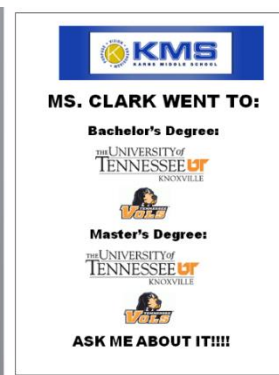 KMS
KARNS MIDDLE SCHOOL
MS. CLARK WENT TO:
Bachelor's Degree:
THE UNIVERSITY of
TENNESSEE UT
KNOXVILLE
VOLS
Master's Degree:
THE UNIVERSITY of
TENNESSEE UT
KNOXVILLE
VOLS
ASK ME ABOUT IT!!!!